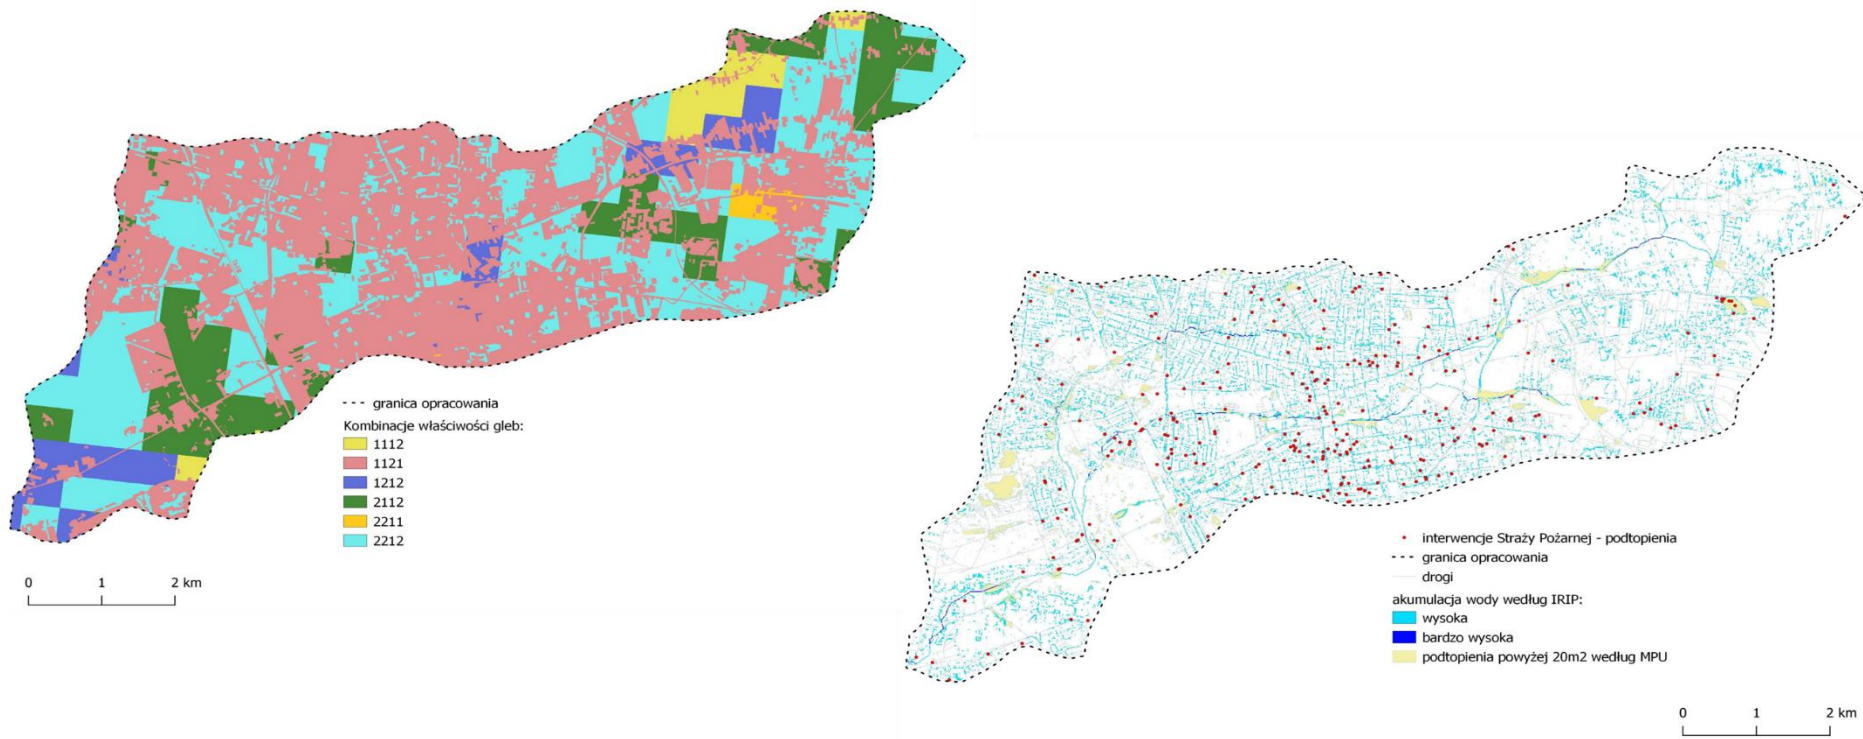 granica opracowania
Kombinacje właściwości gleb:
1112
1121
1212
2112
2211
2212
0 1 2 km
interwencje Straży Pożarnej - podtopienia
granica opracowania
drogi
akumulacja wody według IRIP:
wysoka
bardzo wysoka
podtopienia powyżej 20m2 według MPU
0 1 2 km